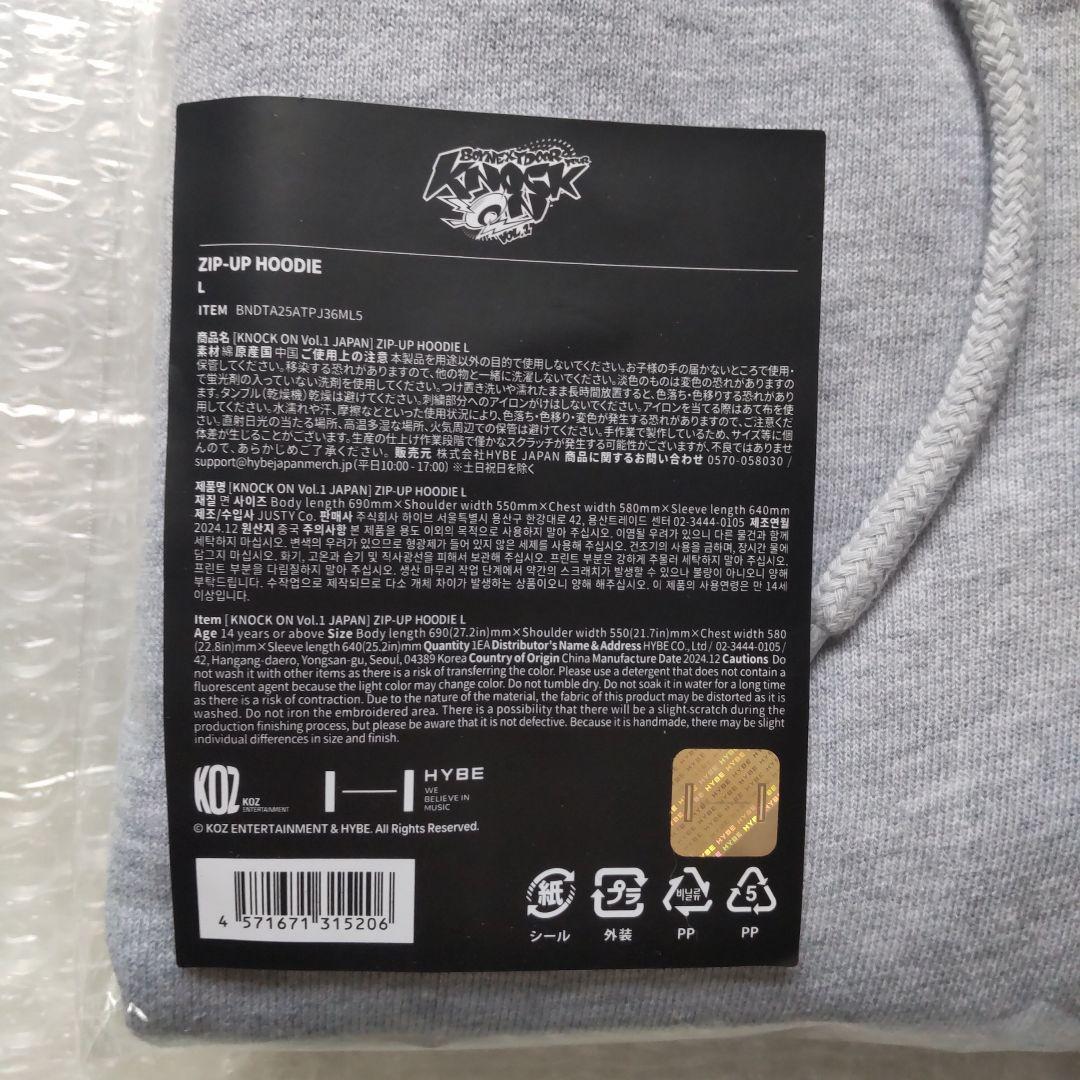 BOYNEXTDOOR TOUR
KNOCK
ON
VOL.1
ZIP-UP HOODIE
L
ITEM BNDTA25ATPJ36ML5
商品名 [KNOCK ON Vol.1 JAPAN] ZIP-UP HOODIE L
素材 綿 原産国 中国 ご使用上の注意 本製品を用途以外の目的で使用しないでください。お子様の手の届かないところで使用・
保管してください。移染する恐れがありますので、他の物と一緒に洗濯しないでください。淡色のものは変色の恐れがありますの
で蛍光剤の入っていない洗剤を使用してください。つけ置き洗いや濡れたまま長時間放置すると、色落ち・色移りする恐れがあり
ます。タンブル(乾燥機)乾燥は避けてください。刺繍部分へのアイロンがけはしないでください。アイロンを当てる際はあて布を使
用してください。水濡れや汗、摩擦などといった使用状況により、色落ち・色移り・変色が発生する恐れがありますので、ご注意くだ
さい。直射日光の当たる場所、高温多湿な場所、火気周辺での保管は避けてください。手作業で製作しているため、サイズ等に個
体差が生じることがございます。生産の仕上げ作業段階で僅かなスクラッチが発生する可能性がございますが、不良ではありませ
んので、あらかじめご了承ください。 販売元 株式会社HYBE JAPAN 商品に関するお問い合わせ 0570-058030 /
support@hybejapanmerch.jp(平日10:00 - 17:00) ※土日祝日を除く
제품명 [KNOCK ON Vol.1 JAPAN] ZIP-UP HOODIE L
재질 면 사이즈 Body length 690mm×Shoulder width 550mm×Chest width 580mm×Sleeve length 640mm
제조/수입사 JUSTY Co. 판매사 주식회사 하이브 서울특별시 용산구 한강대로 42, 용산트레이드 센터 02-3444-0105 제조연월
2024.12 원산지 중국 주의사항 본 제품을 용도 이외의 목적으로 사용하지 말아 주십시오. 이염될 우려가 있으니 다른 물건과 함께
세탁하지 마십시오. 변색의 우려가 있으므로 형광제가 들어 있지 않은 세제를 사용해 주십시오. 건조기의 사용을 금하며, 장시간 물에
담그지 마십시오. 화기, 고온과 습기 및 직사광선을 피해서 보관해 주십시오. 프린트 부분은 강하게 주물러 세탁하지 말아 주십시오.
프린트 부분을 다림질하지 말아 주십시오. 생산 마무리 작업 단계에서 약간의 스크래치가 발생할 수 있으나 불량이 아니오니 양해
부탁드립니다. 수작업으로 제작되므로 다소 개체 차이가 발생하는 상품이오니 양해 해주십시오. 이 제품의 사용연령은 만 14세
이상입니다.
Item [KNOCK ON Vol.1 JAPAN] ZIP-UP HOODIE L
Age 14 years or above Size Body length 690(27.2in)mm×Shoulder width 550(21.7in)mm×Chest width 580
(22.8in)mm×Sleeve length 640(25.2in)mm Quantity 1EA Distributor's Name & Address HYBE CO., Ltd / 02-3444-0105 /
42, Hangang-daero, Yongsan-gu, Seoul, 04389 Korea Country of Origin China Manufacture Date 2024.12 Cautions Do
not wash it with other items as there is a risk of transferring the color. Please use a detergent that does not contain a
fluorescent agent because the light color may change color. Do not tumble dry. Do not soak it in water for a long time
as there is a risk of contraction. Due to the nature of the material, the fabric of this product may be distorted as it is
washed. Do not iron the embroidered area. There is a possibility that there will be a slight-scratch during the
production finishing process, but please be aware that it is not defective. Because it is handmade, there may be slight
individual differences in size and finish.
KOZ KOZ
ENTERTAINMENT
HYBE
WE
BELIEVE IN
MUSIC
© KOZ ENTERTAINMENT & HYBE. All Rights Reserved.
HYBE HYBE HYBE
4 571671 315206
紙 プラ 비닐류 5
シール 外装 PP PP